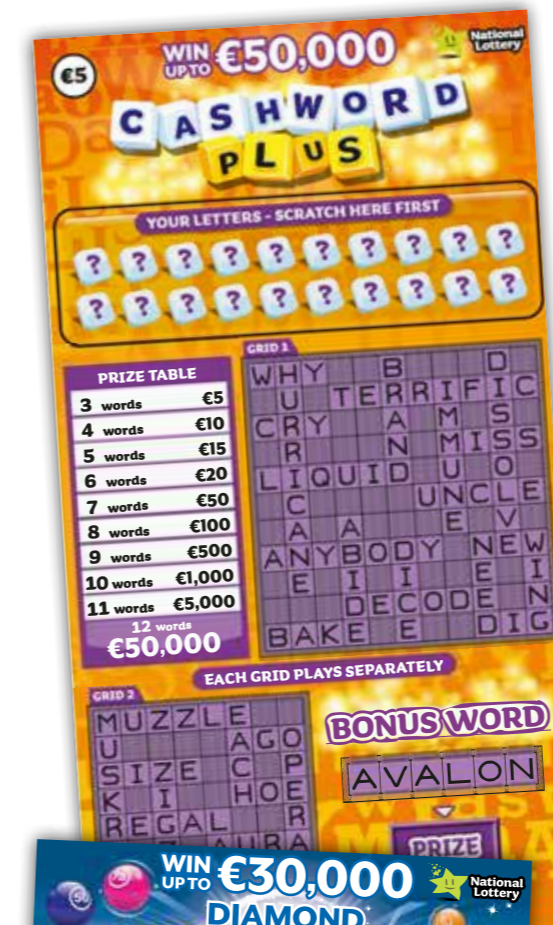 WIN UP TO €50,000
National Lottery
€5
CASHWORD
PLUS
YOUR LETTERS - SCRATCH HERE FIRST
? ? ? ? ? ? ? ? ? ?
? ? ? ? ? ? ? ? ? ?
PRIZE TABLE
3 words €5
4 words €10
5 words €15
6 words €20
7 words €50
8 words €100
9 words €500
10 words €1,000
11 words €5,000
12 words
€50,000
GRID 1
WHY B D
U TERRIFIC
CRY A M S
R N MISS
LIQUID U O
C UNCLE
A A E V
ANYBODY NEW
E I I E I
DECODE N
BAKE E DIG
EACH GRID PLAYS SEPARATELY
GRID 2
MUZZLE
U AGO
SIZE C P
K I HOE
REGAL R
AURA
BONUS WORD
AVALON
PRIZE
WIN UP TO €30,000
National Lottery
DIAMOND